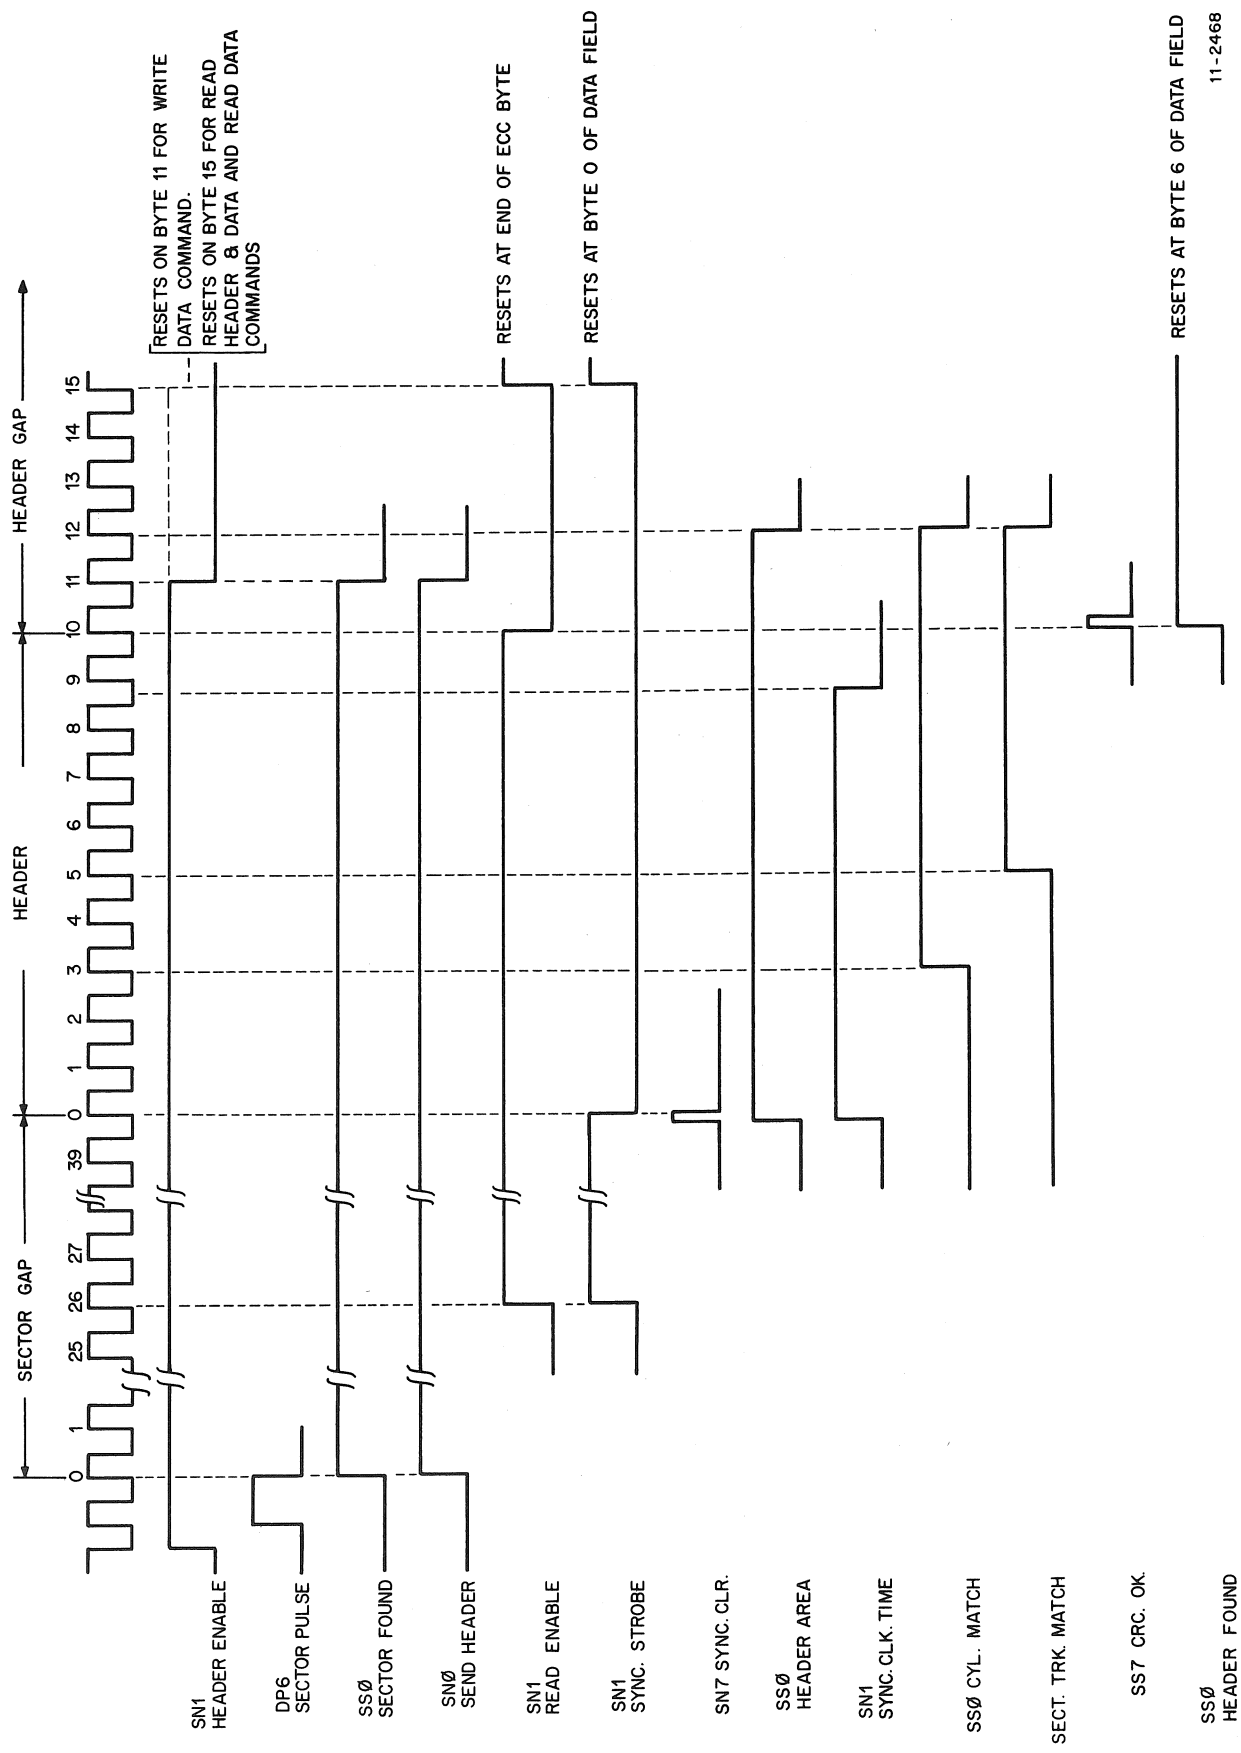 SECTOR GAP
HEADER
HEADER GAP
0 1 25 26 27 39 0 1 2 3 4 5 6 7 8 9 10 11 12 13 14 15
SN1
HEADER ENABLE
RESETS ON BYTE 11 FOR WRITE
DATA COMMAND.
RESETS ON BYTE 15 FOR READ
HEADER & DATA AND READ DATA
COMMANDS
DP6
SECTOR PULSE
SSØ
SECTOR FOUND
SNØ
SEND HEADER
SN1
READ ENABLE
RESETS AT END OF ECC BYTE
SN1
SYNC. STROBE
RESETS AT BYTE 0 OF DATA FIELD
SN7 SYNC. CLR.
SSØ
HEADER AREA
SN1
SYNC. CLK. TIME
SSØ CYL. MATCH
SECT. TRK. MATCH
SS7 CRC. OK.
SSØ
HEADER FOUND
RESETS AT BYTE 6 OF DATA FIELD
11-2468